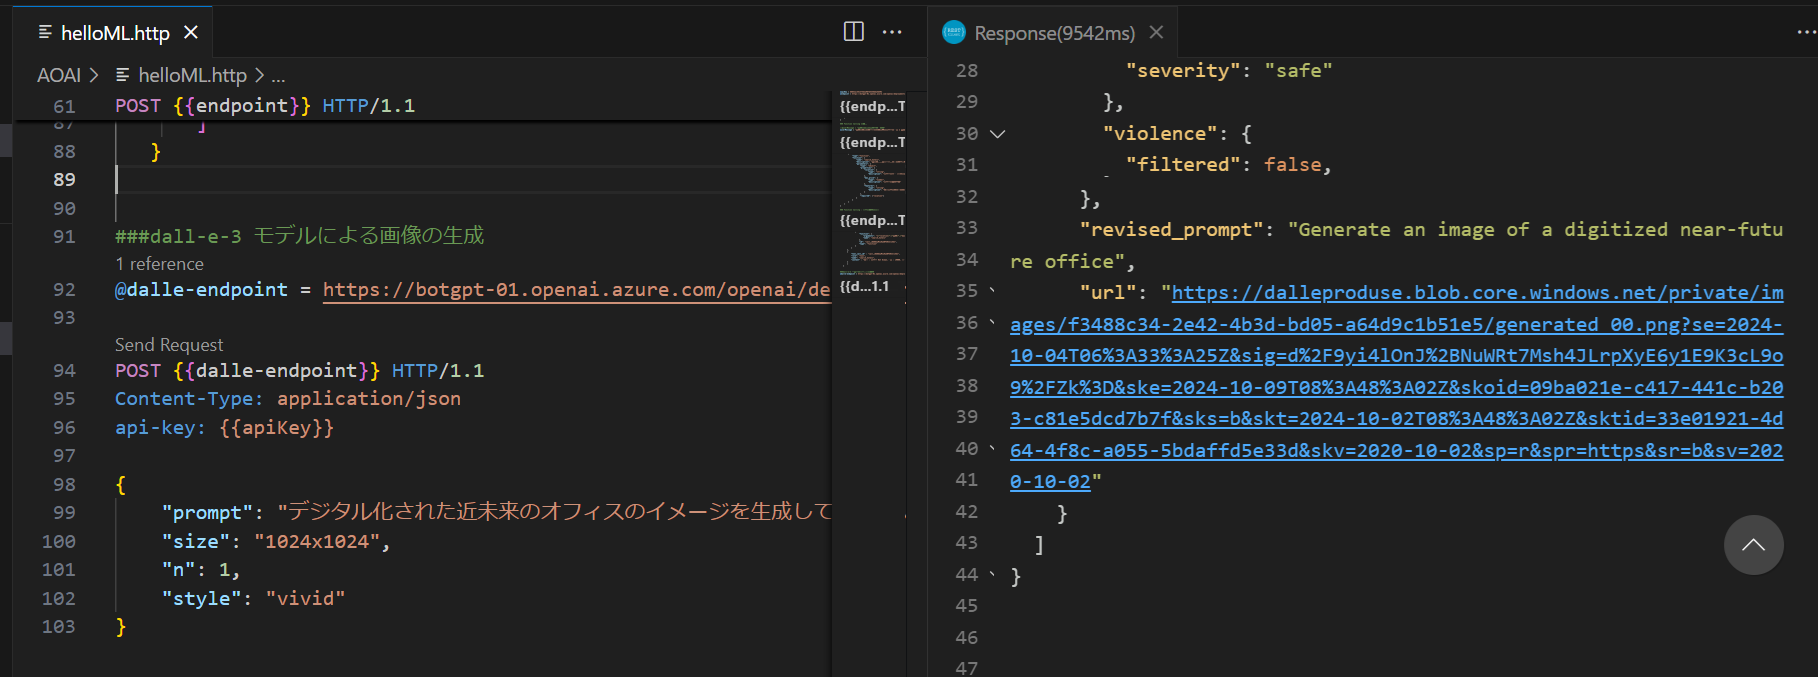 helloML.http
AOAI > helloML.http > ...
61 POST {{endpoint}} HTTP/1.1
87 ]
88 }
89
90
91 ###dall-e-3 モデルによる画像の生成
1 reference
92 @dalle-endpoint = https://botgpt-01.openai.azure.com/openai/de
93
Send Request
94 POST {{dalle-endpoint}} HTTP/1.1
95 Content-Type: application/json
96 api-key: {{apiKey}}
97
98 {
99 "prompt": "デジタル化された近未来のオフィスのイメージを生成して
100 "size": "1024x1024",
101 "n": 1,
102 "style": "vivid"
103 }
{{endp...T
{{endp...T
{{endp...T
{{d...1.1
Response(9542ms)
28 "severity": "safe"
29 },
30 "violence": {
31 "filtered": false,
32 },
33 "revised_prompt": "Generate an image of a digitized near-futu
34 re office",
35 "url": "https://dalleproduse.blob.core.windows.net/private/im
36 ages/f3488c34-2e42-4b3d-bd05-a64d9c1b51e5/generated_00.png?se=2024-
37 10-04T06%3A33%3A25Z&sig=d%2F9yi4lOnJ%2BNuWRt7Msh4JLrpXyE6y1E9K3cL9o
38 9%2FZk%3D&ske=2024-10-09T08%3A48%3A02Z&skoid=09ba021e-c417-441c-b20
39 3-c81e5dcd7b7f&sks=b&skt=2024-10-02T08%3A48%3A02Z&sktid=33e01921-4d
40 64-4f8c-a055-5bdaffd5e33d&skv=2020-10-02&sp=r&spr=https&sr=b&sv=202
41 0-10-02"
42 }
43 ]
44 }
45
46
47